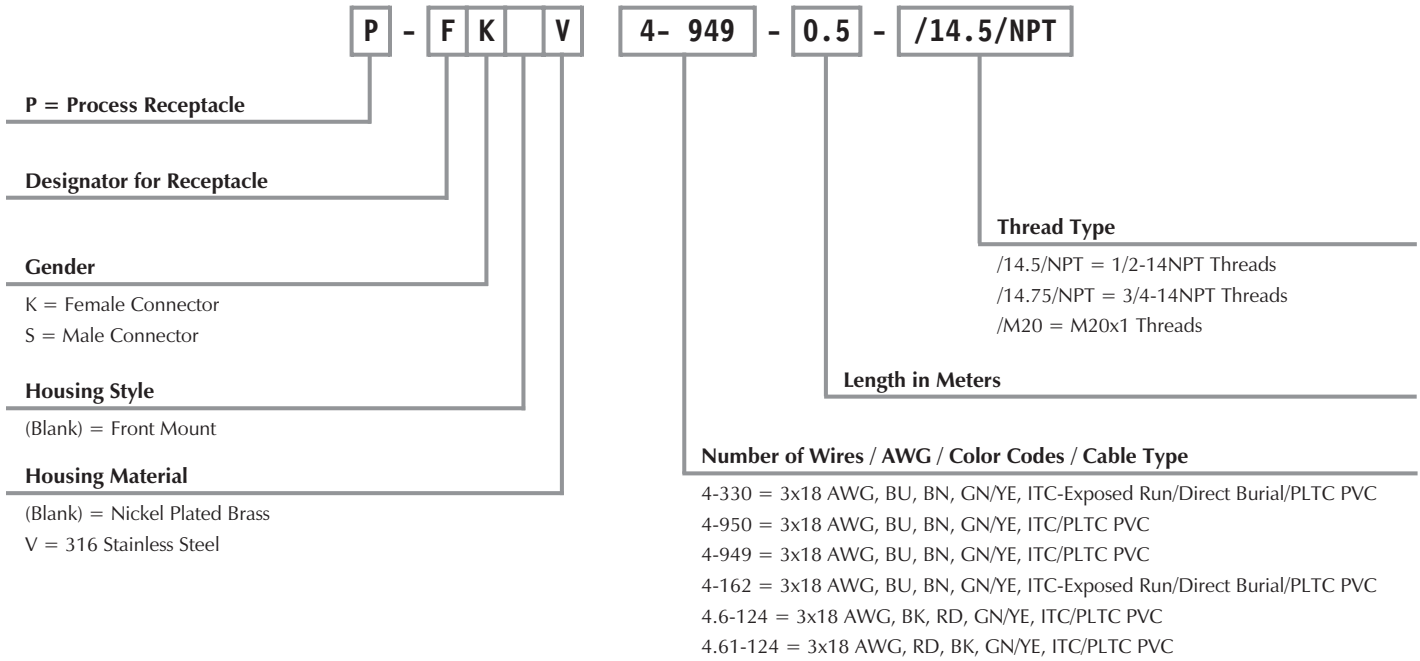 P - F K V 4- 949 - 0.5 - /14.5/NPT
P = Process Receptacle
Designator for Receptacle
Gender
K = Female Connector
S = Male Connector
Housing Style
(Blank) = Front Mount
Housing Material
(Blank) = Nickel Plated Brass
V = 316 Stainless Steel
Thread Type
/14.5/NPT = 1/2-14NPT Threads
/14.75/NPT = 3/4-14NPT Threads
/M20 = M20x1 Threads
Length in Meters
Number of Wires / AWG / Color Codes / Cable Type
4-330 = 3x18 AWG, BU, BN, GN/YE, ITC-Exposed Run/Direct Burial/PLTC PVC
4-950 = 3x18 AWG, BU, BN, GN/YE, ITC/PLTC PVC
4-949 = 3x18 AWG, BU, BN, GN/YE, ITC/PLTC PVC
4-162 = 3x18 AWG, BU, BN, GN/YE, ITC-Exposed Run/Direct Burial/PLTC PVC
4.6-124 = 3x18 AWG, BK, RD, GN/YE, ITC/PLTC PVC
4.61-124 = 3x18 AWG, RD, BK, GN/YE, ITC/PLTC PVC